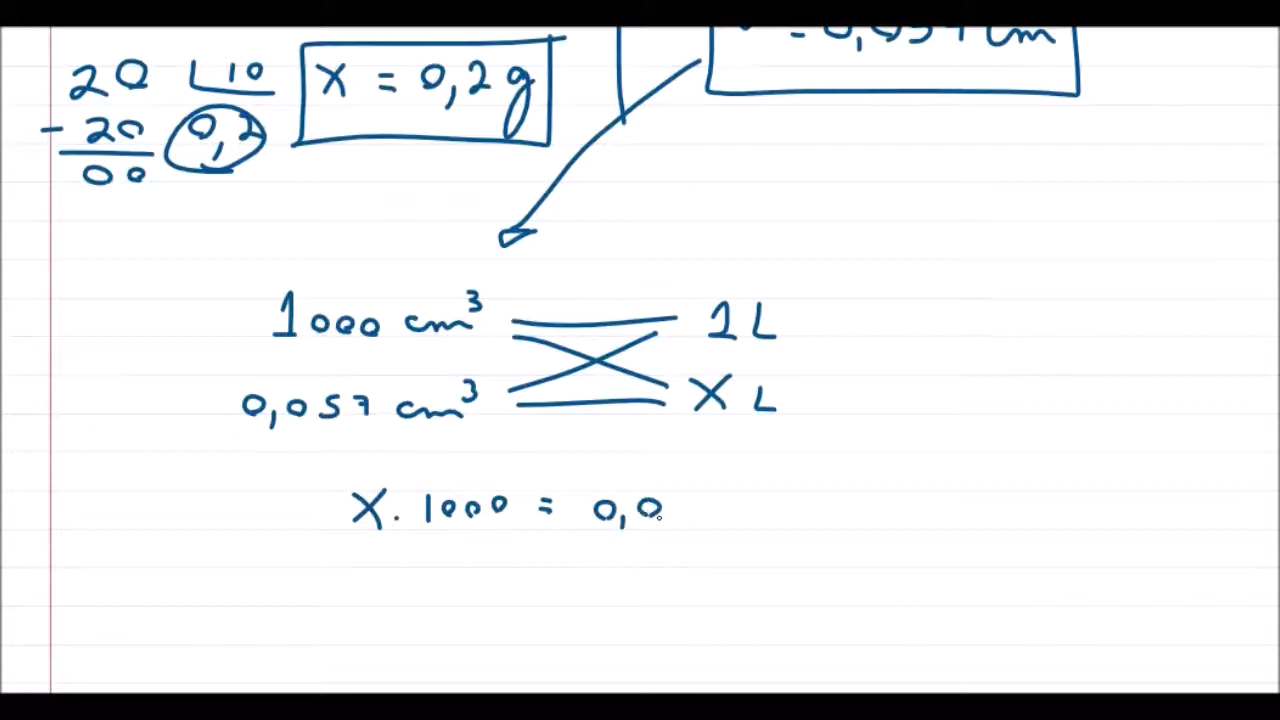 20 10 X = 0,2 g
- 20 0,2
00
1000 cm³ 1 L
0,057 cm³ X L
X . 1000 = 0,0